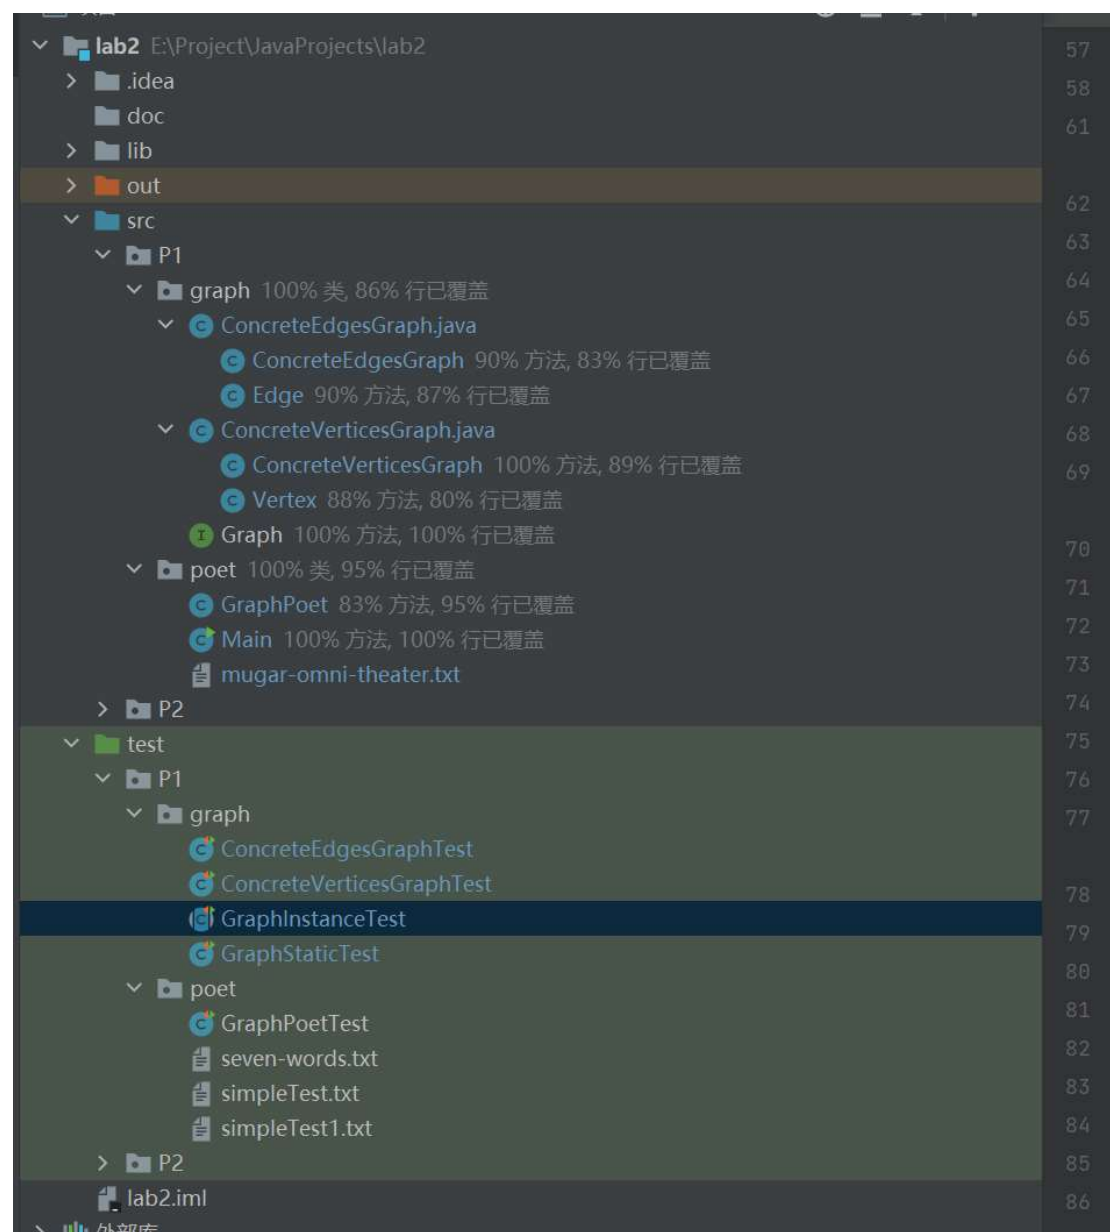 lab2 E:\Project\JavaProjects\lab2
.idea
doc
lib
out
src
P1
graph 100% 类, 86% 行已覆盖
ConcreteEdgesGraph.java
ConcreteEdgesGraph 90% 方法, 83% 行已覆盖
Edge 90% 方法, 87% 行已覆盖
ConcreteVerticesGraph.java
ConcreteVerticesGraph 100% 方法, 89% 行已覆盖
Vertex 88% 方法, 80% 行已覆盖
Graph 100% 方法, 100% 行已覆盖
poet 100% 类, 95% 行已覆盖
GraphPoet 83% 方法, 95% 行已覆盖
Main 100% 方法, 100% 行已覆盖
mugar-omni-theater.txt
P2
test
P1
graph
ConcreteEdgesGraphTest
ConcreteVerticesGraphTest
GraphInstanceTest
GraphStaticTest
poet
GraphPoetTest
seven-words.txt
simpleTest.txt
simpleTest1.txt
P2
lab2.iml
外部库
57
58
61
62
63
64
65
66
67
68
69
70
71
72
73
74
75
76
77
78
79
80
81
82
83
84
85
86